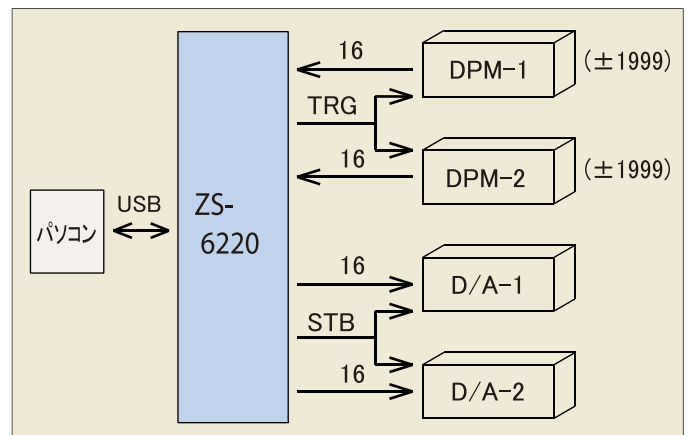 16
DPM-1
(±1999)
TRG
16
DPM-2
(±1999)
パソコン
USB
ZS-
6220
16
D/A-1
STB
16
D/A-2